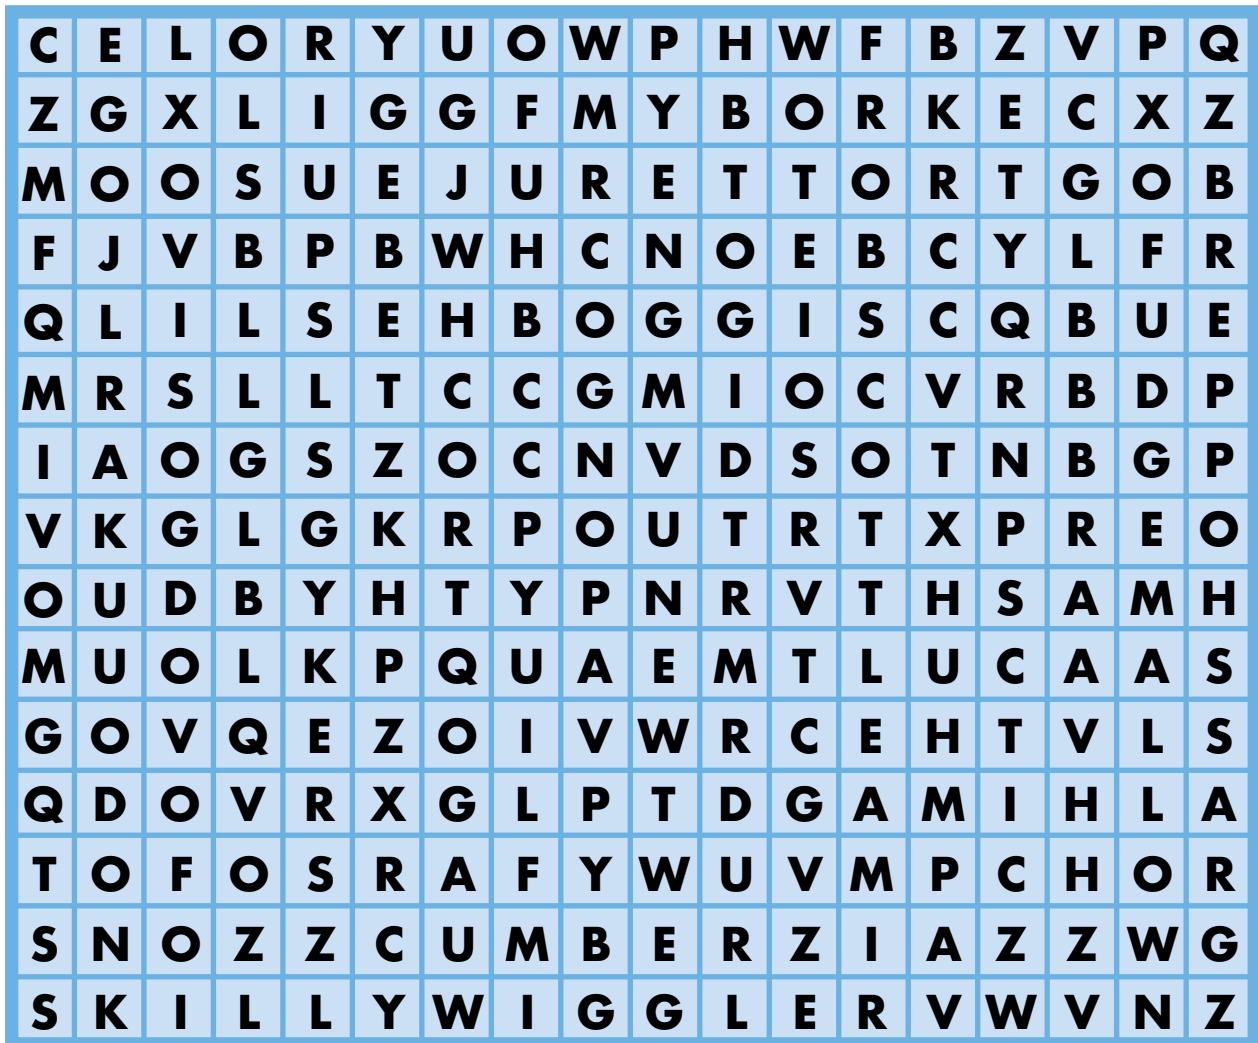 C E L O R Y U O W P H W F B Z V P Q
Z G X L I G G F M Y B O R K E C X Z
M O O S U E J U R E T T O R T G O B
F J V B P B W H C N O E B C Y L F R
Q L I L S E H B O G G I S C Q B U E
M R S L L T C C G M I O C V R B D P
I A O G S Z O C N V D S O T N B G P
V K G L G K R P O U T R T X P R E O
O U D B Y H T Y P N R V T H S A M H
M U O L K P Q U A E M T L U C A A S
G O V Q E Z O I V W R C E H T V L S
Q D O V R X G L P T D G A M I H L A
T O F O S R A F Y W U V M P C H O R
S N O Z Z C U M B E R Z I A Z Z W G
S K I L L Y W I G G L E R V W V N Z